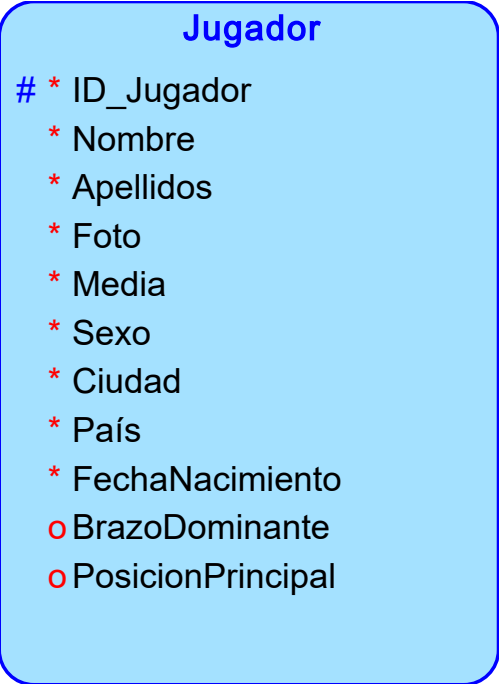 Jugador
# * ID_Jugador
* Nombre
* Apellidos
* Foto
* Media
* Sexo
* Ciudad
* País
* FechaNacimiento
o BrazoDominante
o PosicionPrincipal